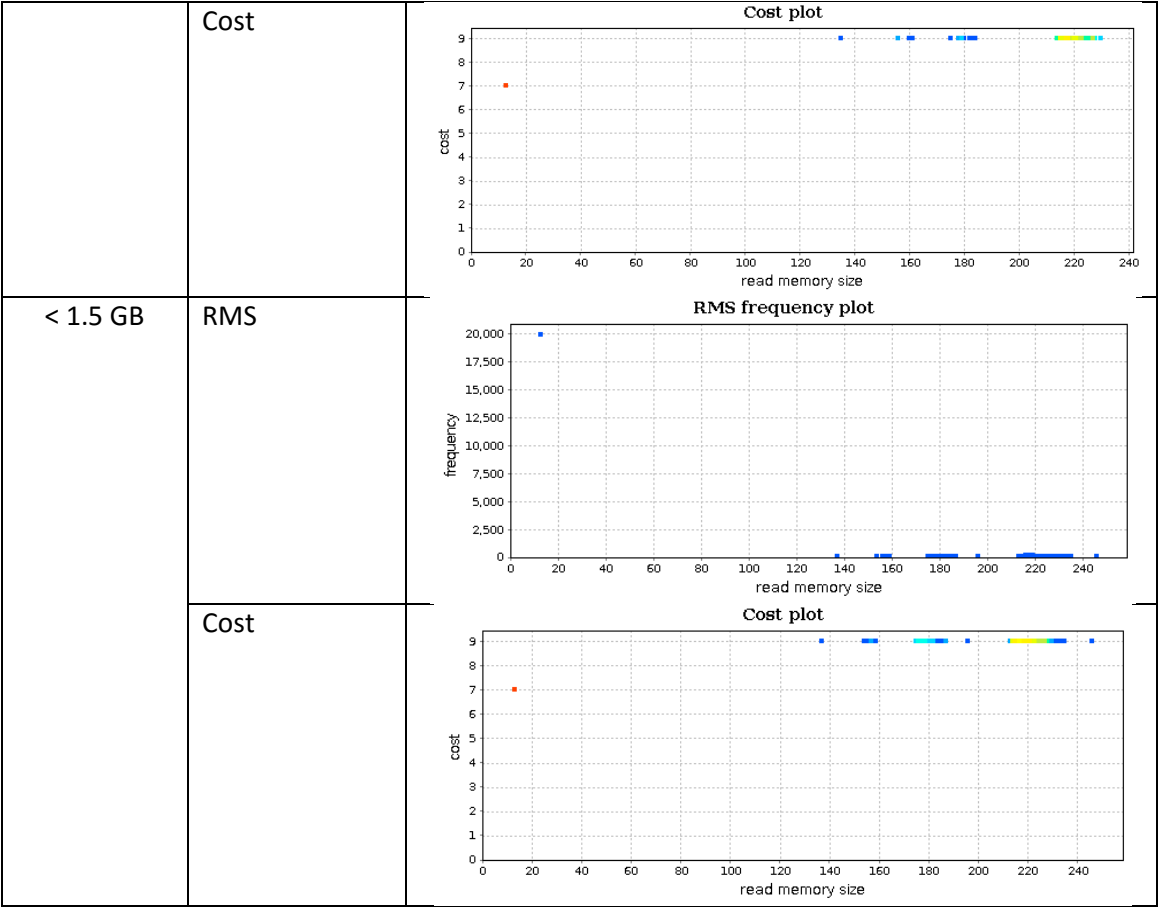 Cost
Cost plot
9
8
7
6
5
4
3
2
1
0
cost
0 20 40 60 80 100 120 140 160 180 200 220 240
read memory size
< 1.5 GB
RMS
RMS frequency plot
20,000
17,500
15,000
12,500
10,000
7,500
5,000
2,500
0
frequency
0 20 40 60 80 100 120 140 160 180 200 220 240
read memory size
Cost
Cost plot
9
8
7
6
5
4
3
2
1
0
cost
0 20 40 60 80 100 120 140 160 180 200 220 240
read memory size